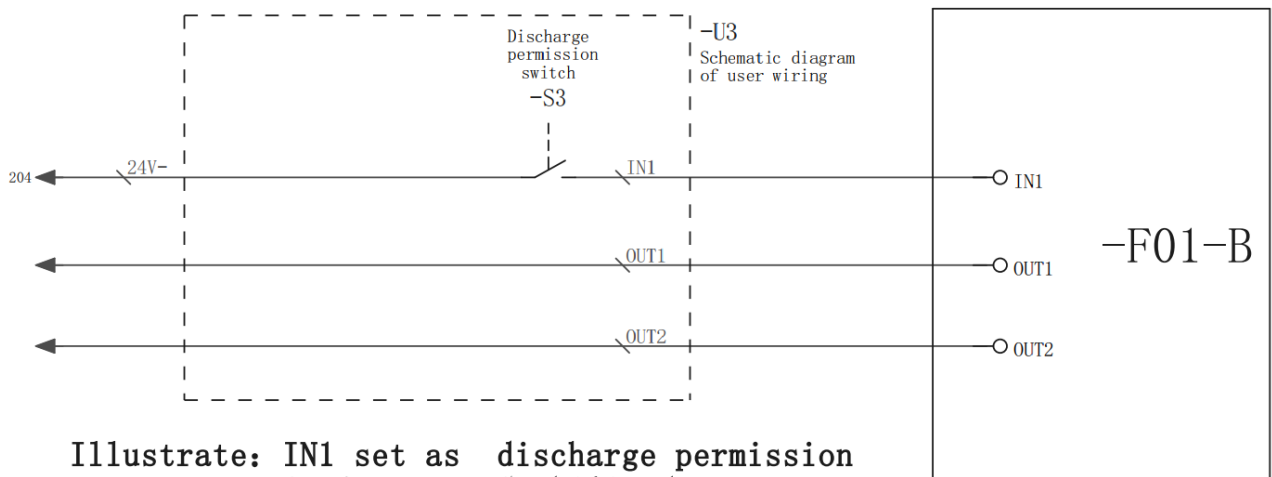 Discharge
permission
switch
-S3
-U3
Schematic diagram
of user wiring
204
24V-
IN1
IN1
-F01-B
OUT1
OUT1
OUT2
OUT2
Illustrate: IN1 set as discharge permission